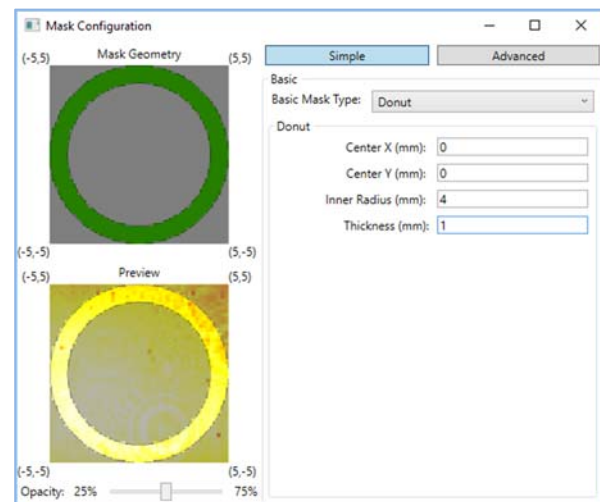 Mask Configuration
(-5,5) Mask Geometry (5,5)
(-5,-5) (5,-5)
(-5,5) Preview (5,5)
(-5,-5) (5,-5)
Opacity: 25% 75%
Simple Advanced
Basic
Basic Mask Type: Donut
Donut
Center X (mm): 0
Center Y (mm): 0
Inner Radius (mm): 4
Thickness (mm): 1